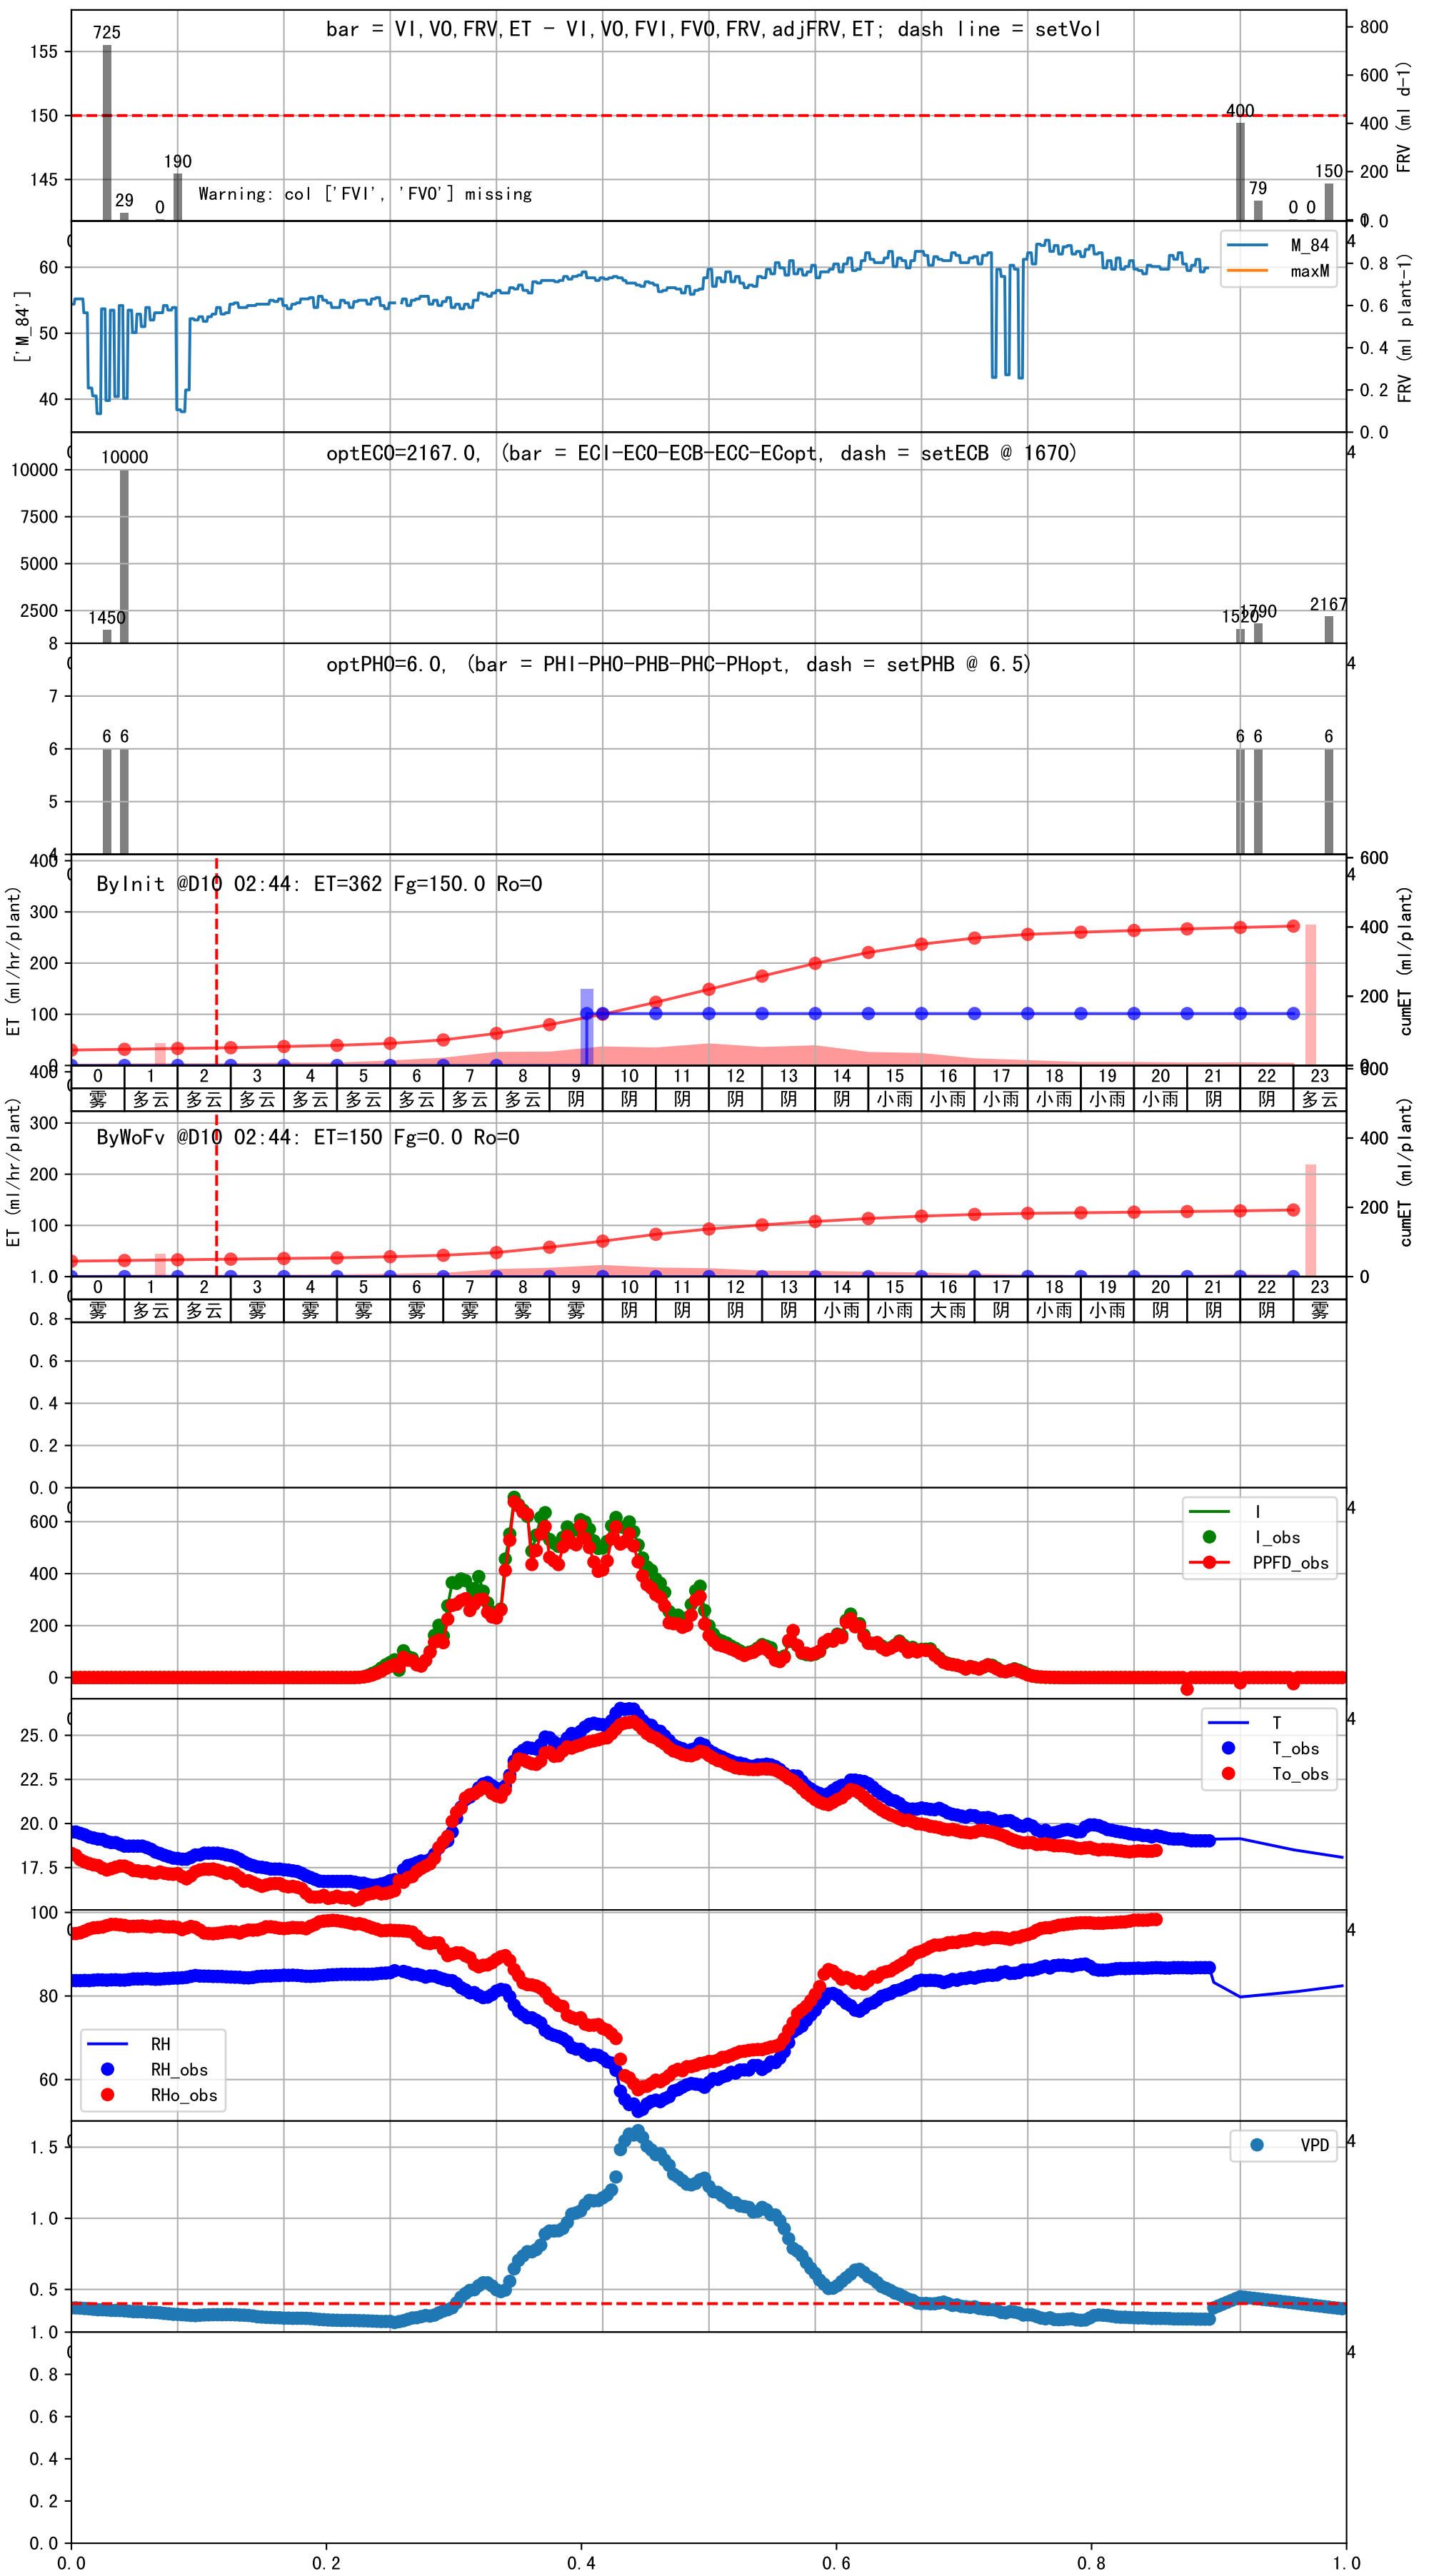 bar = VI,VO,FRV,ET - VI,VO,FVI,FVO,FRV,adjFRV,ET; dash line = setVol
725
29
0
190
Warning: col ['FVI', 'FVO'] missing
400
79
0
0
150
155
150
145
800
600
400
200
FRV (ml d-1)
M_84
maxM
60
50
40
['M_84']
1.0
0.8
0.6
0.4
0.2
0.0
FRV (ml plant-1)
optECO=2167.0, (bar = ECI-ECO-ECB-ECC-ECopt, dash = setECB @ 1670)
10000
7500
5000
2500
1450
10000
1520
1790
2167
optPHO=6.0, (bar = PHI-PHO-PHB-PHC-PHopt, dash = setPHB @ 6.5)
8
7
6
5
4
6 6
6 6
6
ByInit @D10 02:44: ET=362 Fg=150.0 Ro=0
400
300
200
100
0
ET (ml/hr/plant)
600
400
200
0
cumET (ml/plant)
0 1 2 3 4 5 6 7 8 9 10 11 12 13 14 15 16 17 18 19 20 21 22 23
雾 多云 多云 多云 多云 多云 多云 多云 多云 阴 阴 阴 阴 阴 阴 小雨 小雨 小雨 小雨 小雨 小雨 阴 阴 多云
ByWoFv @D10 02:44: ET=150 Fg=0.0 Ro=0
400
300
200
100
ET (ml/hr/plant)
600
400
200
0
cumET (ml/plant)
0 1 2 3 4 5 6 7 8 9 10 11 12 13 14 15 16 17 18 19 20 21 22 23
雾 多云 多云 雾 雾 雾 雾 雾 雾 雾 阴 阴 阴 阴 小雨 小雨 大雨 阴 小雨 小雨 阴 阴 阴 雾
1.0
0.8
0.6
0.4
0.2
0.0
I
I_obs
PPFD_obs
600
400
200
0
T
T_obs
To_obs
25.0
22.5
20.0
17.5
RH
RH_obs
RHo_obs
100
80
60
VPD
1.5
1.0
0.5
1.0
0.8
0.6
0.4
0.2
0.0
0.0 0.2 0.4 0.6 0.8 1.0